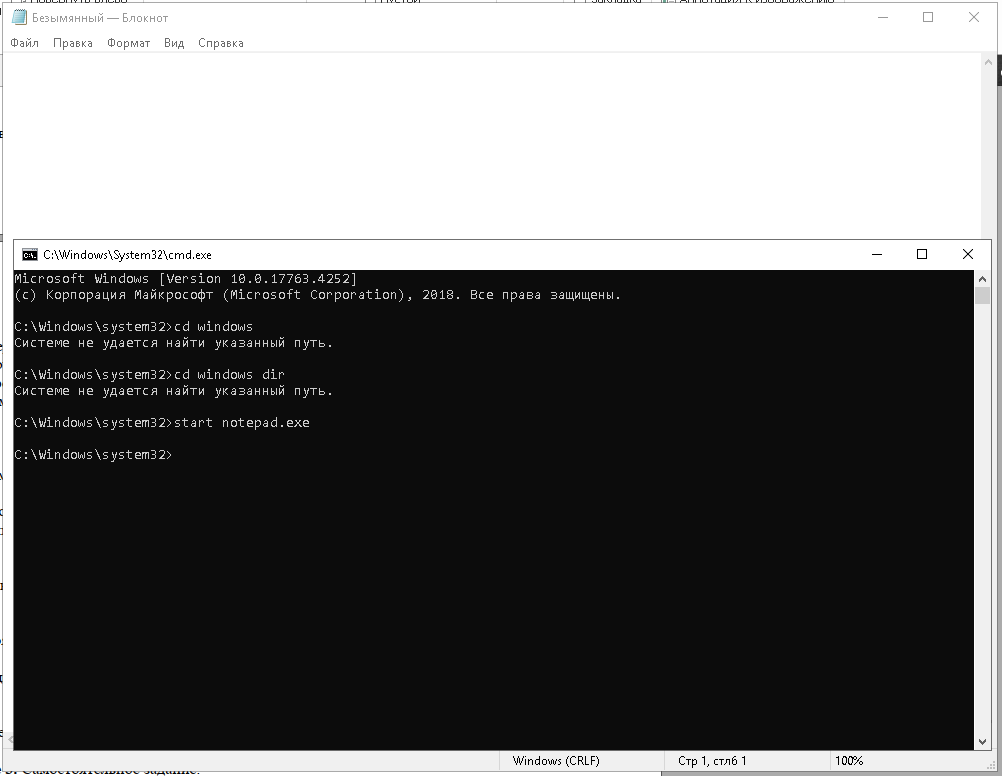 Безымянный — Блокнот
Файл Правка Формат Вид Справка
C:\Windows\System32\cmd.exe
Microsoft Windows [Version 10.0.17763.4252]
(c) Корпорация Майкрософт (Microsoft Corporation), 2018. Все права защищены.
C:\Windows\system32>cd windows
Системе не удается найти указанный путь.
C:\Windows\system32>cd windows dir
Системе не удается найти указанный путь.
C:\Windows\system32>start notepad.exe
C:\Windows\system32>
Windows (CRLF) Стр 1, стлб 1 100%